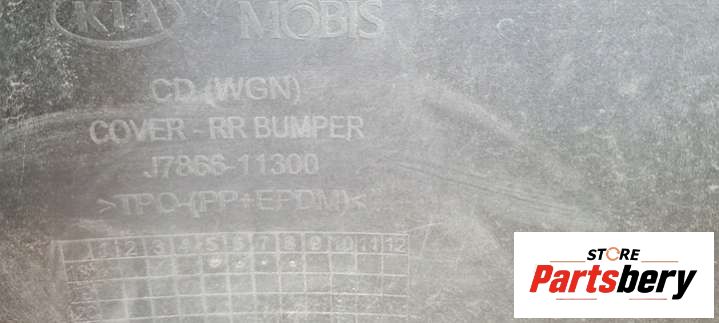 KIA MOBIS
CD (WGN)
COVER - RR BUMPER
J7866-11300
>TPO-(PP+EPDM)<
1 2 3 4 5 6 7 8 9 10 11 12
STORE
Partsbery